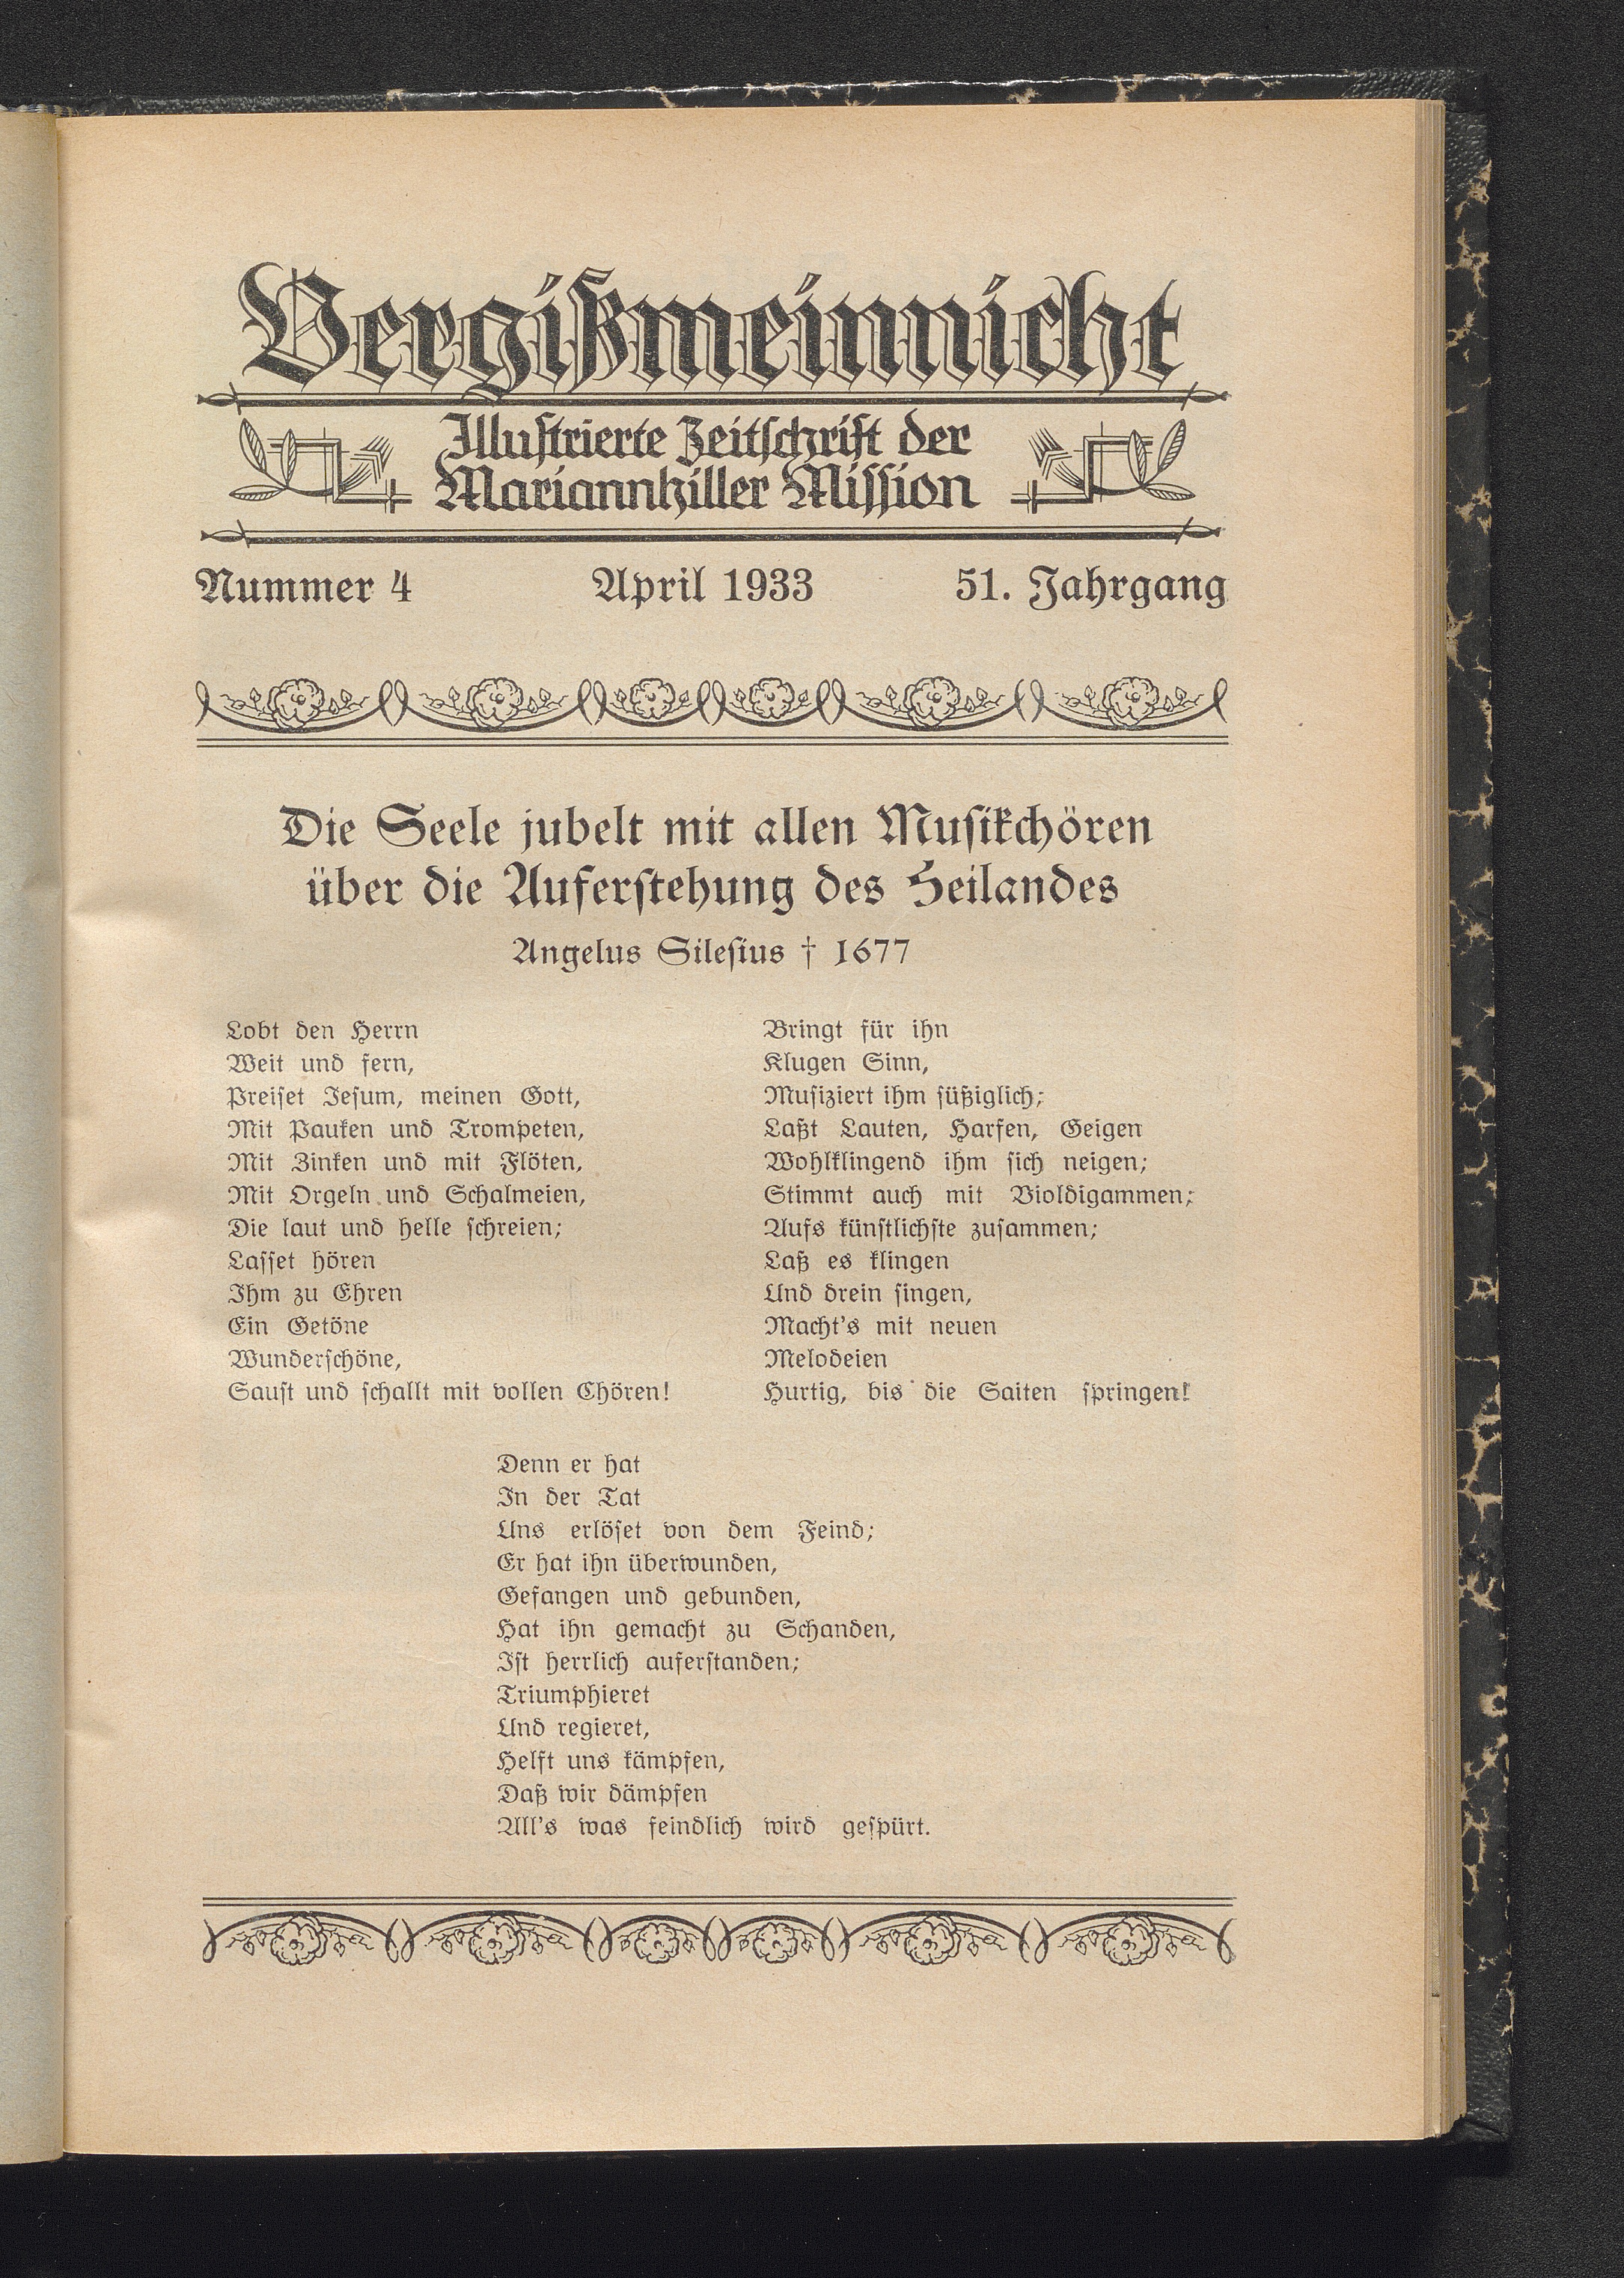 Vergißmeinnicht
Illustrierte Zeitschrift der
Mariannhiller Mission
Nummer 4 April 1933 51. Jahrgang
Die Seele jubelt mit allen Musikchören
über die Auferstehung des Heilandes
Angelus Silesius † 1677
Lobt den Herrn
Weit und fern,
Preiset Jesum, meinen Gott,
Mit Pauken und Trompeten,
Mit Zinken und mit Flöten,
Mit Orgeln und Schalmeien,
Die laut und helle schreien;
Lasset hören
Ihm zu Ehren
Ein Getöne
Wunderschöne,
Saust und schallt mit vollen Chören!
Bringt für ihn
Klugen Sinn,
Musiziert ihm süßiglich;
Laßt Lauten, Harfen, Geigen
Wohlklingend ihm sich neigen;
Stimmt auch mit Violdigammen;
Aufs künstlichste zusammen;
Laß es klingen
Und drein singen,
Macht's mit neuen
Melodeien
Hurtig, bis die Saiten springen!
Denn er hat
In der Tat
Uns erlöset von dem Feind;
Er hat ihn überwunden,
Gefangen und gebunden,
Hat ihn gemacht zu Schanden,
Ist herrlich auferstanden;
Triumphieret
Und regieret,
Helft uns kämpfen,
Daß wir dämpfen
All's was feindlich wird gespürt.